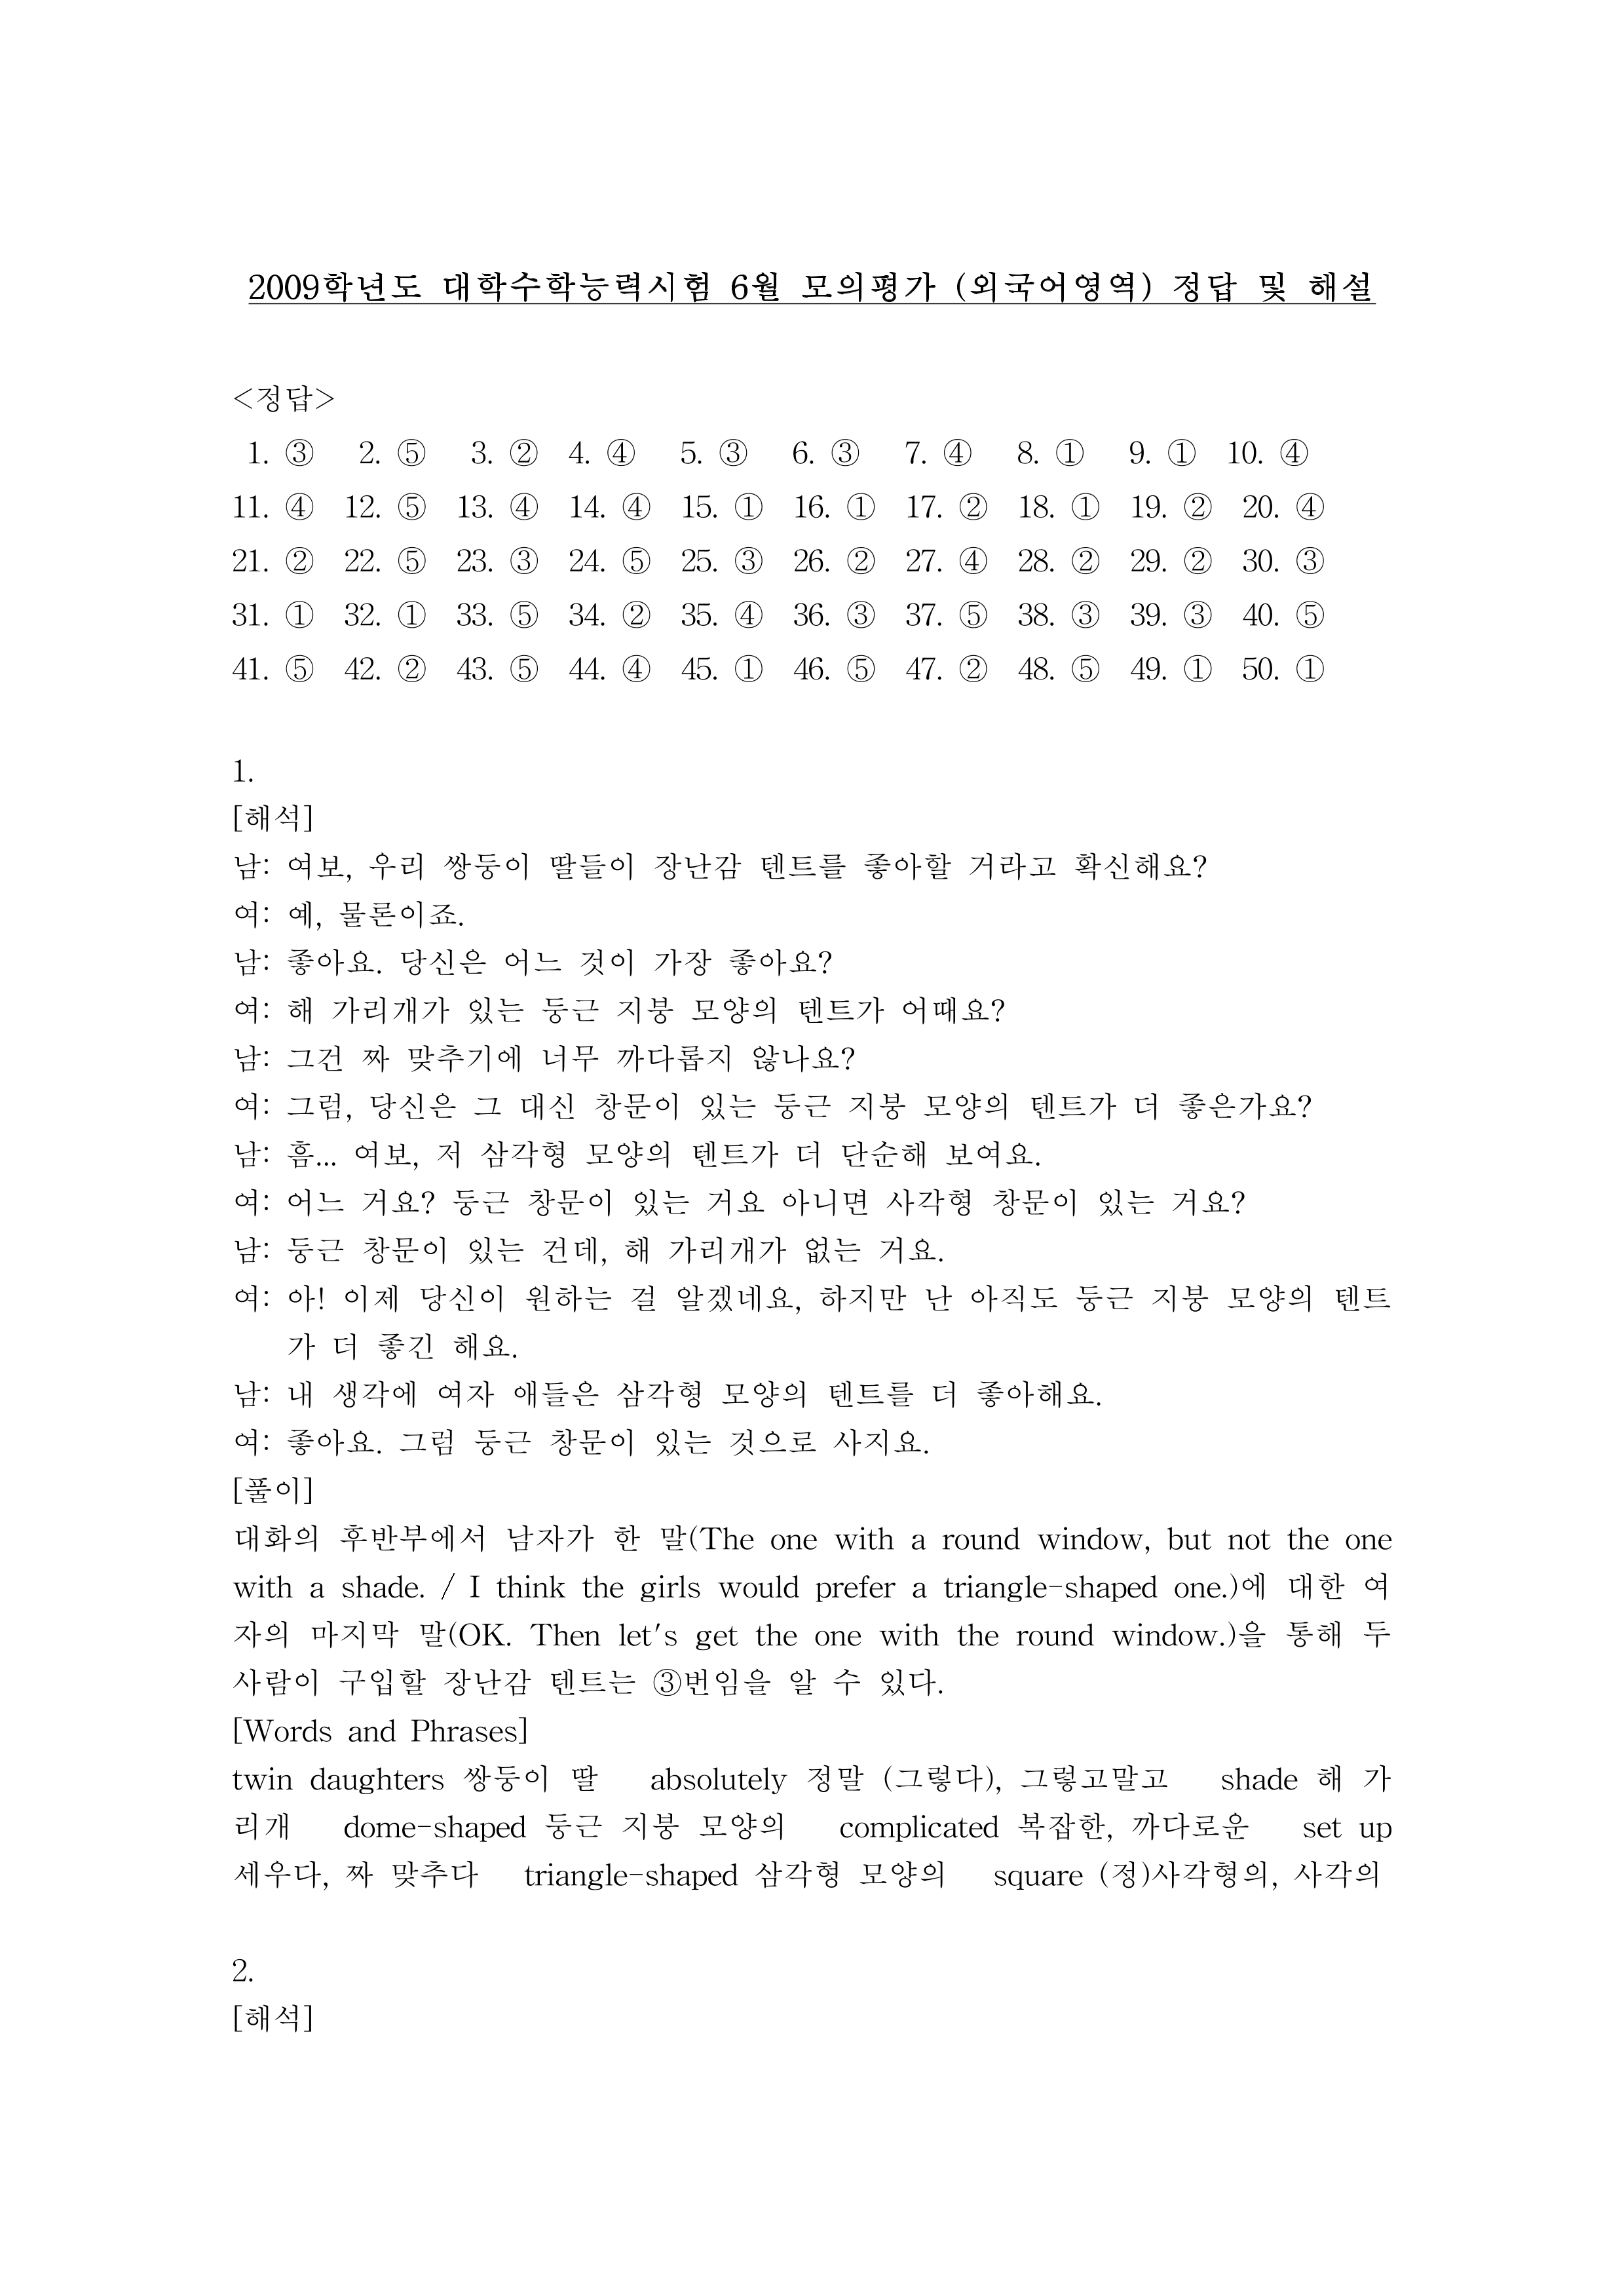 2009학년도 대학수학능력시험 6월 모의평가 (외국어영역) 정답 및 해설
<정답>
1. ③ 2. ⑤ 3. ② 4. ④ 5. ③ 6. ③ 7. ④ 8. ① 9. ① 10. ④
11. ④ 12. ⑤ 13. ④ 14. ④ 15. ① 16. ① 17. ② 18. ① 19. ② 20. ④
21. ② 22. ⑤ 23. ③ 24. ⑤ 25. ③ 26. ② 27. ④ 28. ② 29. ② 30. ③
31. ① 32. ① 33. ⑤ 34. ② 35. ④ 36. ③ 37. ⑤ 38. ③ 39. ③ 40. ⑤
41. ⑤ 42. ② 43. ⑤ 44. ④ 45. ① 46. ⑤ 47. ② 48. ⑤ 49. ① 50. ①
1.
[해석]
남: 여보, 우리 쌍둥이 딸들이 장난감 텐트를 좋아할 거라고 확신해요?
여: 예, 물론이죠.
남: 좋아요. 당신은 어느 것이 가장 좋아요?
여: 해 가리개가 있는 둥근 지붕 모양의 텐트가 어때요?
남: 그건 짜 맞추기에 너무 까다롭지 않나요?
여: 그럼, 당신은 그 대신 창문이 있는 둥근 지붕 모양의 텐트가 더 좋은가요?
남: 흠... 여보, 저 삼각형 모양의 텐트가 더 단순해 보여요.
여: 어느 거요? 둥근 창문이 있는 거요 아니면 사각형 창문이 있는 거요?
남: 둥근 창문이 있는 건데, 해 가리개가 없는 거요.
여: 아! 이제 당신이 원하는 걸 알겠네요, 하지만 난 아직도 둥근 지붕 모양의 텐트
가 더 좋긴 해요.
남: 내 생각에 여자 애들은 삼각형 모양의 텐트를 더 좋아해요.
여: 좋아요. 그럼 둥근 창문이 있는 것으로 사지요.
[풀이]
대화의 후반부에서 남자가 한 말(The one with a round window, but not the one
with a shade. / I think the girls would prefer a triangle-shaped one.)에 대한 여
자의 마지막 말(OK. Then let's get the one with the round window.)을 통해 두
사람이 구입할 장난감 텐트는 ③번임을 알 수 있다.
[Words and Phrases]
twin daughters 쌍둥이 딸 absolutely 정말 (그렇다), 그렇고말고 shade 해 가
리개 dome-shaped 둥근 지붕 모양의 complicated 복잡한, 까다로운 set up
세우다, 짜 맞추다 triangle-shaped 삼각형 모양의 square (정)사각형의, 사각의
2.
[해석]